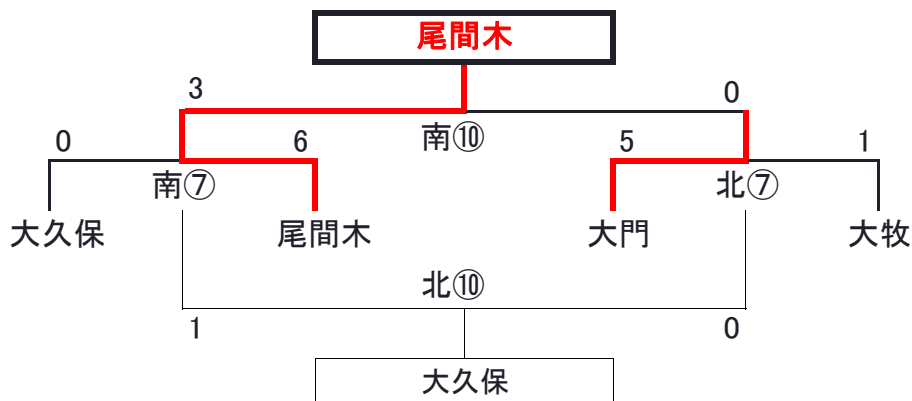 尾間木
3 0
南⑩
0 6 5 1
南⑦ 北⑦
大久保 尾間木 大門 大牧
北⑩
1 0
大久保